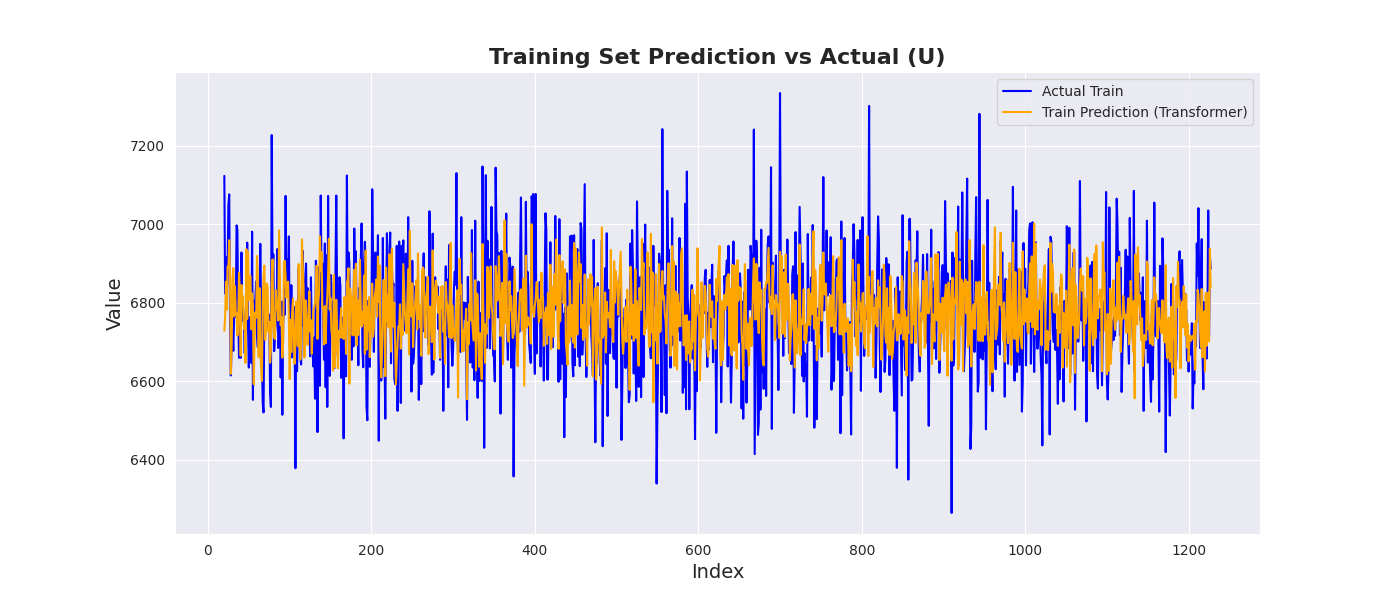 Training Set Prediction vs Actual (U)
Actual Train
Train Prediction (Transformer)
Value
7200
7000
6800
6600
6400
0 200 400 600 800 1000 1200
Index